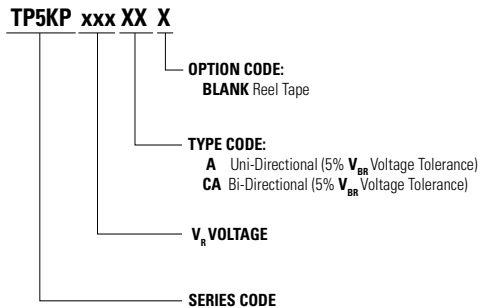 TP5KP xxx XX X
OPTION CODE:
BLANK Reel Tape
TYPE CODE:
A Uni-Directional (5% VBR Voltage Tolerance)
CA Bi-Directional (5% VBR Voltage Tolerance)
VR VOLTAGE
SERIES CODE